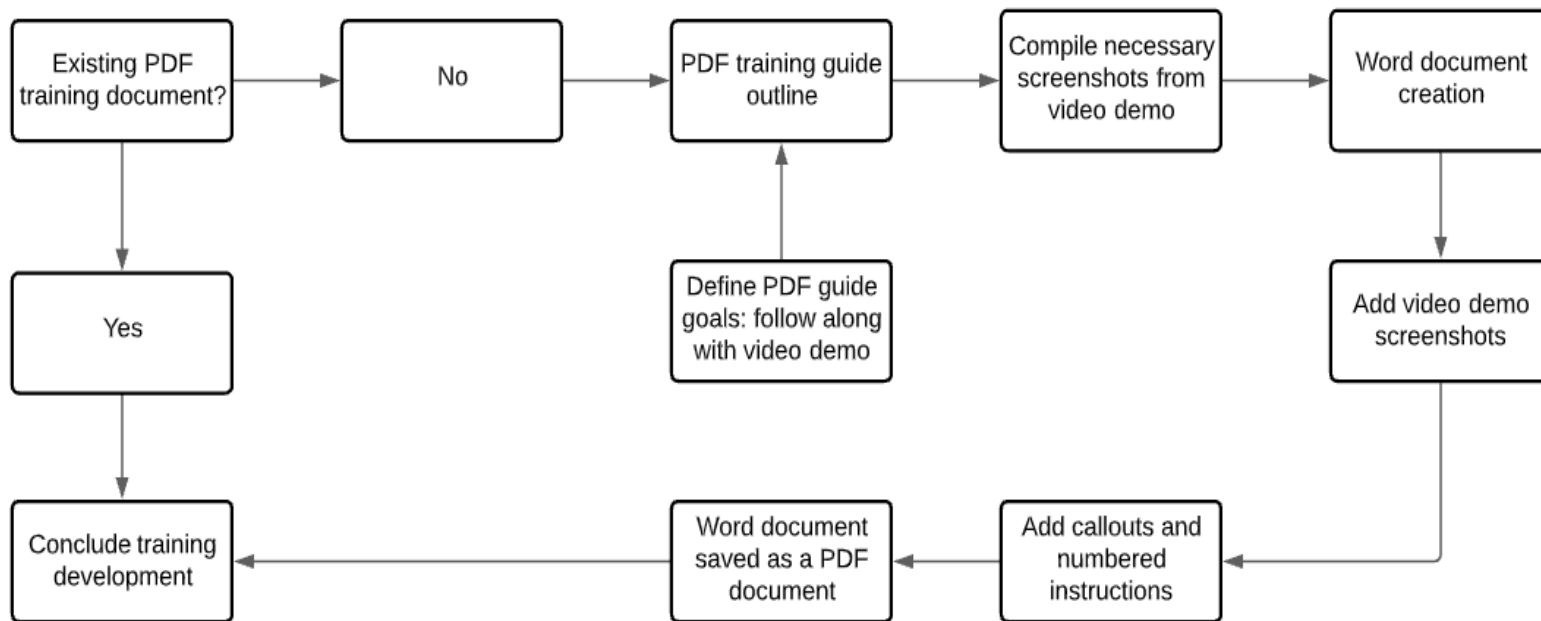 Existing PDF
training document?
No
PDF training guide
outline
Compile necessary
screenshots from
video demo
Word document
creation
Yes
Define PDF guide
goals: follow along
with video demo
Add video demo
screenshots
Conclude training
development
Word document
saved as a PDF
document
Add callouts and
numbered
instructions